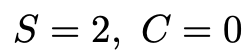 S = 2, C = 0